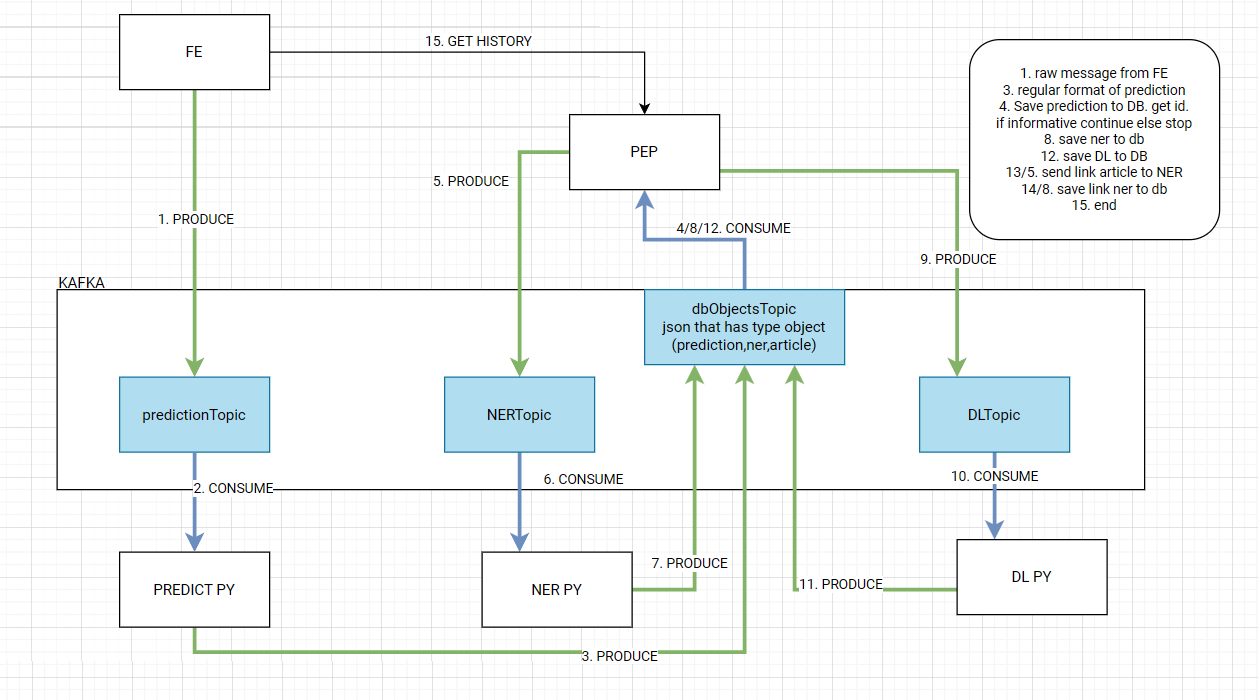 FE
15. GET HISTORY
1. raw message from FE
3. regular format of prediction
4. Save prediction to DB. get id.
if informative continue else stop
8. save ner to db
12. save DL to DB
13/5. send link article to NER
14/8. save link ner to db
15. end
PEP
5. PRODUCE
1. PRODUCE
4/8/12. CONSUME
9. PRODUCE
KAFKA
dbObjectsTopic
json that has type object
(prediction,ner,article)
predictionTopic
NERTopic
DLTopic
2. CONSUME
6. CONSUME
10. CONSUME
7. PRODUCE
11. PRODUCE
PREDICT PY
NER PY
DL PY
3. PRODUCE